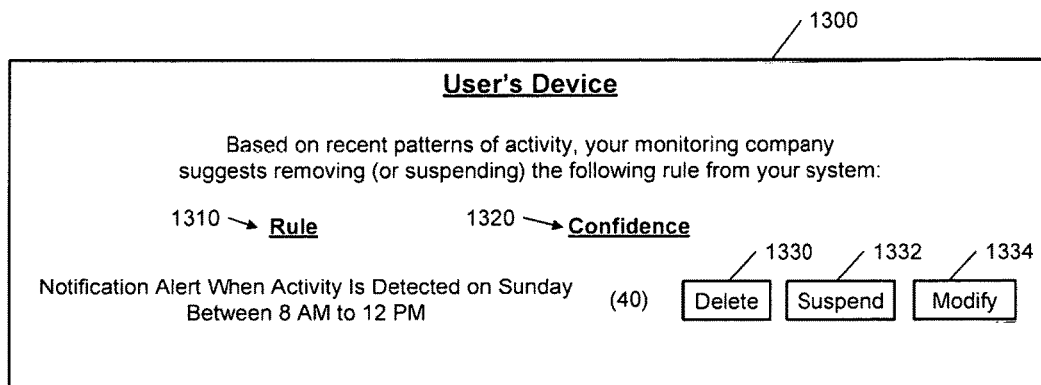 1300
User's Device
Based on recent patterns of activity, your monitoring company
suggests removing (or suspending) the following rule from your system:
1310 Rule 1320 Confidence
1330 1332 1334
Notification Alert When Activity Is Detected on Sunday (40) Delete Suspend Modify
Between 8 AM to 12 PM